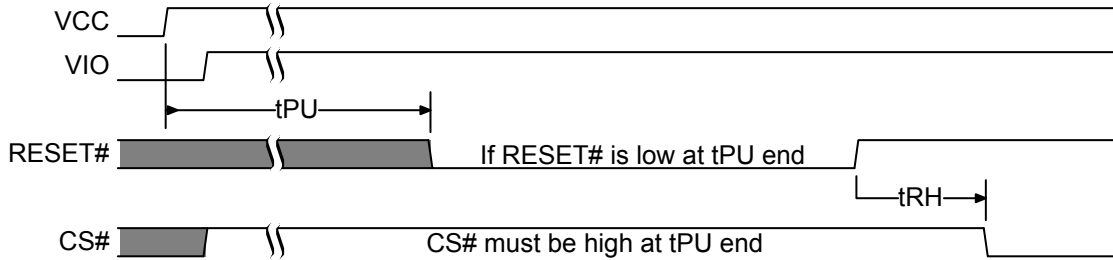 VCC
VIO
tPU
RESET#
If RESET# is low at tPU end
tRH
CS#
CS# must be high at tPU end